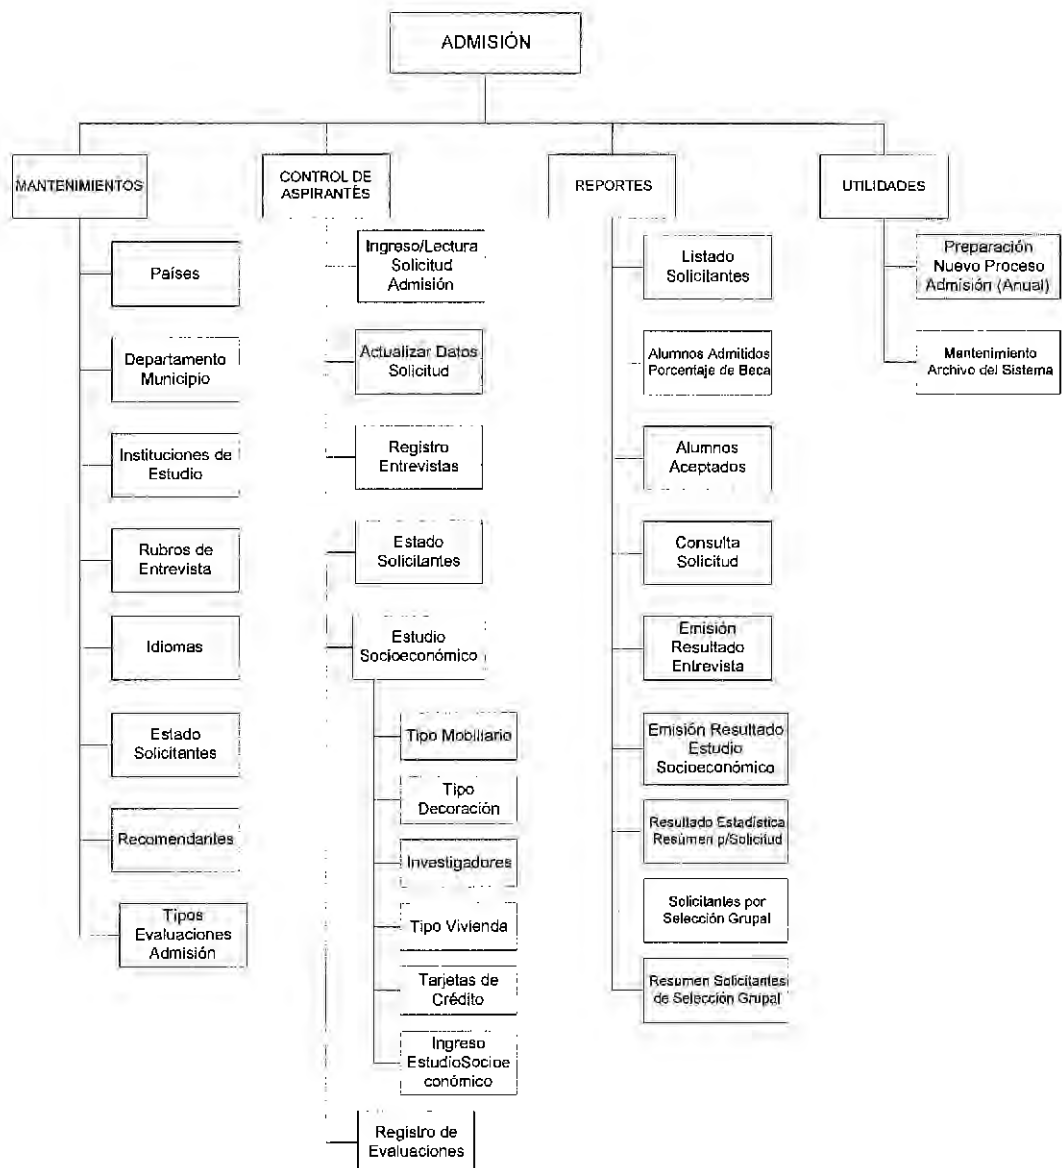 ADMISIÓN
MANTENIMIENTOS
Países
Departamento
Municipio
Instituciones de
Estudio
Rubros de
Entrevista
Idiomas
Estado
Solicitantes
Recomendantes
Tipos
Evaluaciones
Admisión
CONTROL DE
ASPIRANTES
Ingreso/Lectura
Solicitud
Admisión
Actualizar Datos
Solicitud
Registro
Entrevistas
Estado
Solicitantes
Estudio
Socioeconómico
Tipo Mobiliario
Tipo
Decoración
Investigadores
Tipo Vivienda
Tarjetas de
Crédito
Ingreso
EstudioSocioe
conómico
Registro de
Evaluaciones
REPORTES
Listado
Solicitantes
Alumnos Admitidos
Porcentaje de Beca
Alumnos
Aceptados
Consulta
Solicitud
Emisión
Resultado
Entrevista
Emisión Resultado
Estudio
Socioeconómico
Resultado Estadística
Resúmen p/Solicitud
Solicitantes por
Selección Grupal
Resumen Solicitantes
de Selección Grupal
UTILIDADES
Preparación
Nuevo Proceso
Admisión (Anual)
Mantenimiento
Archivo del Sistema